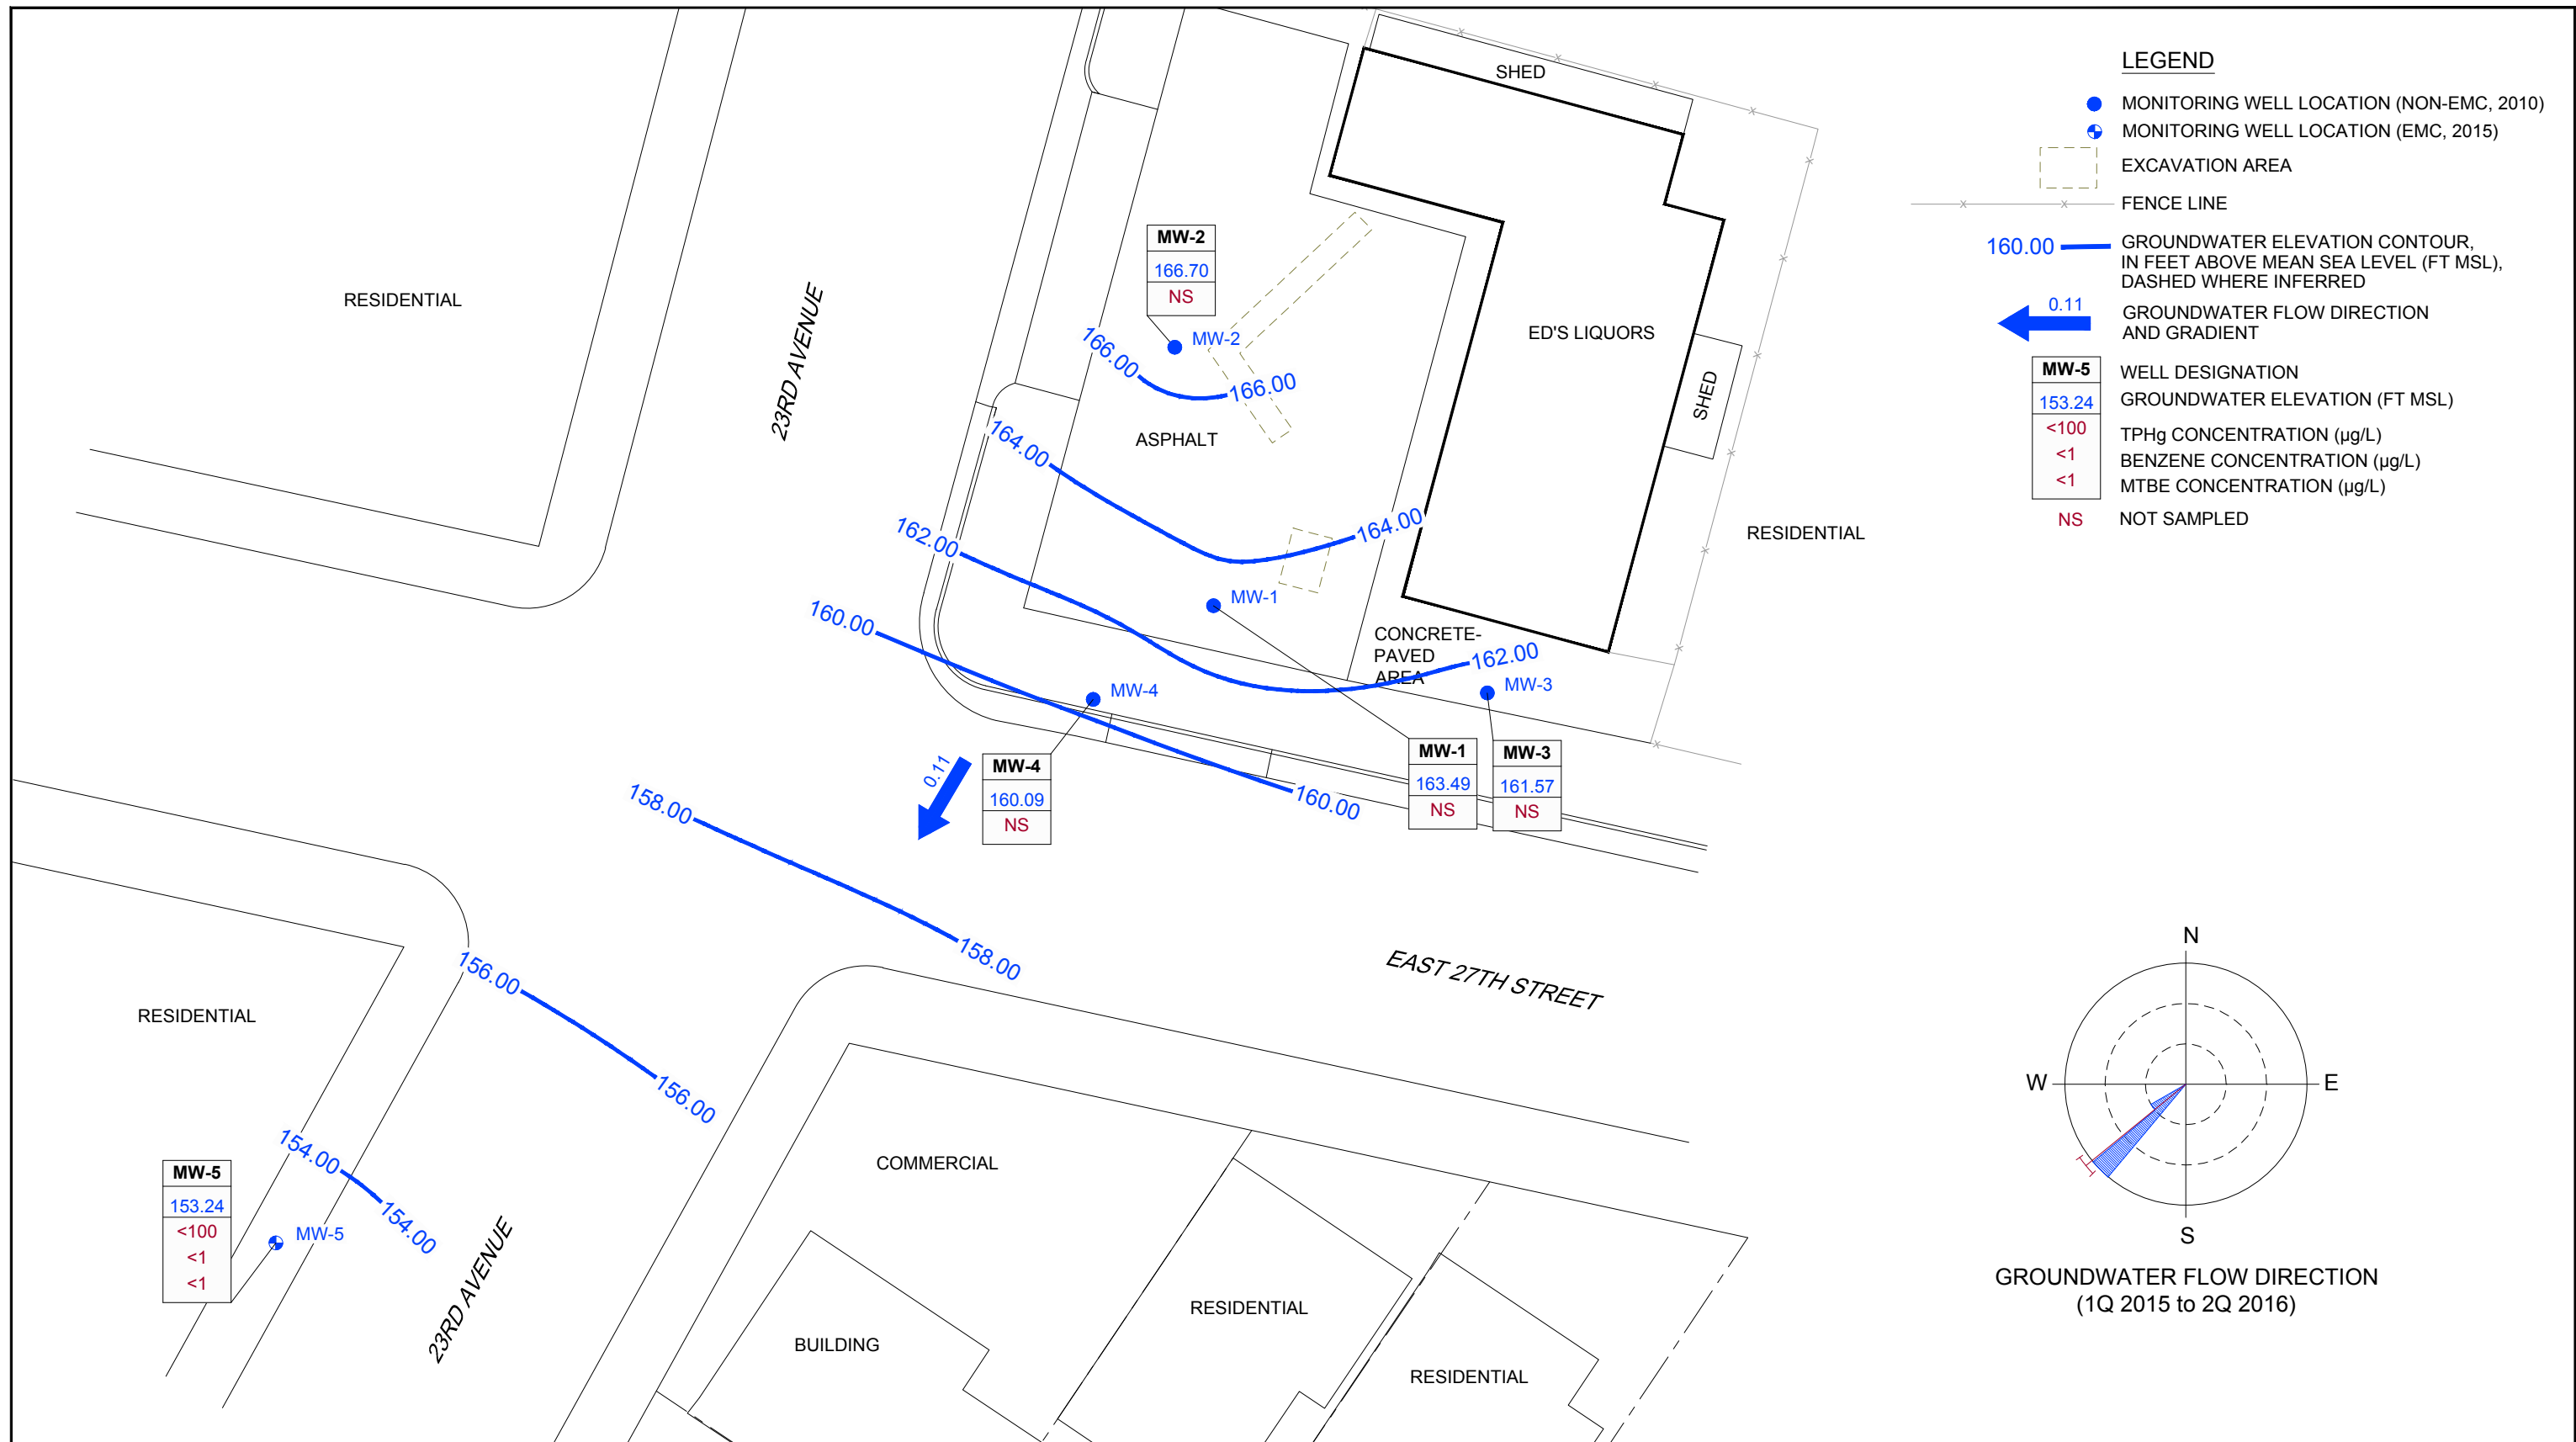 LEGEND
MONITORING WELL LOCATION (NON-EMC, 2010)
MONITORING WELL LOCATION (EMC, 2015)
EXCAVATION AREA
FENCE LINE
160.00
GROUNDWATER ELEVATION CONTOUR,
IN FEET ABOVE MEAN SEA LEVEL (FT MSL),
DASHED WHERE INFERRED
0.11
GROUNDWATER FLOW DIRECTION
AND GRADIENT
MW-5
WELL DESIGNATION
153.24
GROUNDWATER ELEVATION (FT MSL)
<100
TPHg CONCENTRATION (µg/L)
<1
BENZENE CONCENTRATION (µg/L)
<1
MTBE CONCENTRATION (µg/L)
NS
NOT SAMPLED
SHED
RESIDENTIAL
23RD AVENUE
MW-2
166.70
NS
MW-2
166.00
166.00
ED'S LIQUORS
SHED
ASPHALT
164.00
164.00
RESIDENTIAL
162.00
162.00
MW-1
160.00
CONCRETE-
PAVED
AREA
MW-3
MW-4
MW-4
160.09
NS
MW-1
163.49
NS
MW-3
161.57
NS
0.11
160.00
158.00
158.00
EAST 27TH STREET
156.00
156.00
RESIDENTIAL
154.00
154.00
MW-5
153.24
<100
<1
<1
MW-5
23RD AVENUE
COMMERCIAL
BUILDING
RESIDENTIAL
RESIDENTIAL
N
W
E
S
GROUNDWATER FLOW DIRECTION
(1Q 2015 to 2Q 2016)